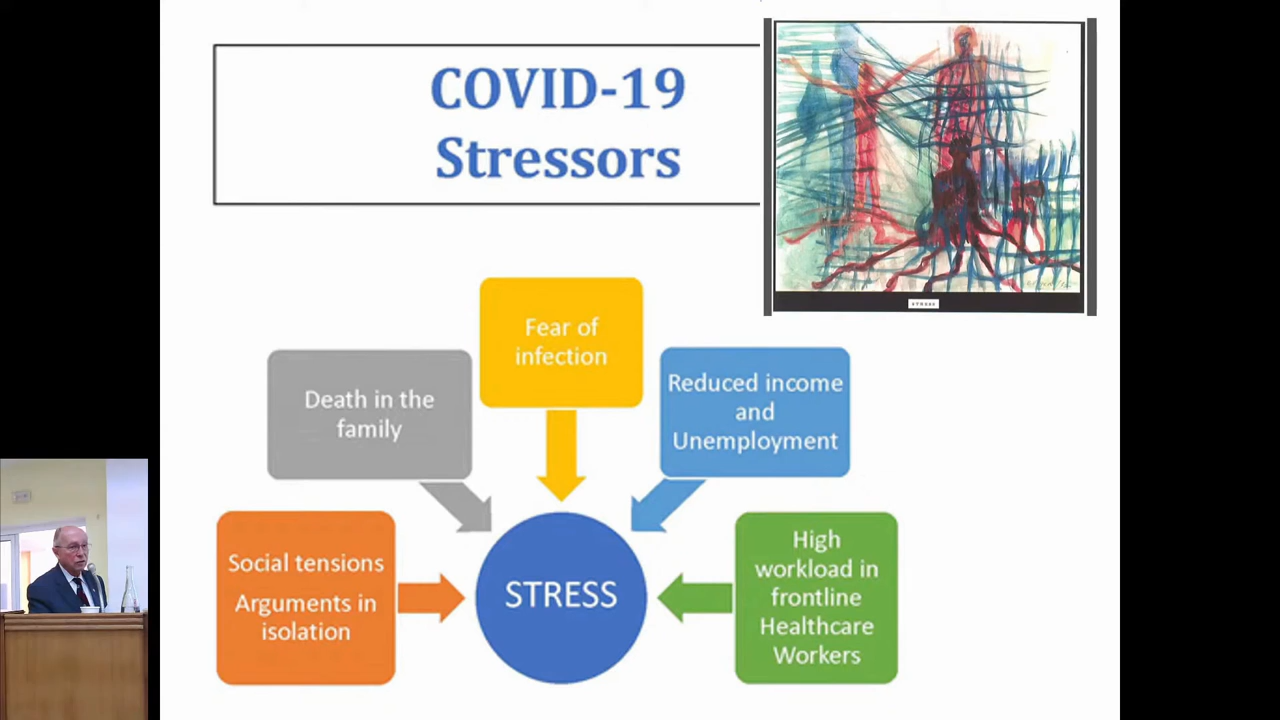 COVID-19
Stressors
STRESS
Fear of
infection
Death in the
family
Reduced income
and
Unemployment
Social tensions
Arguments in
isolation
STRESS
High
workload in
frontline
Healthcare
Workers